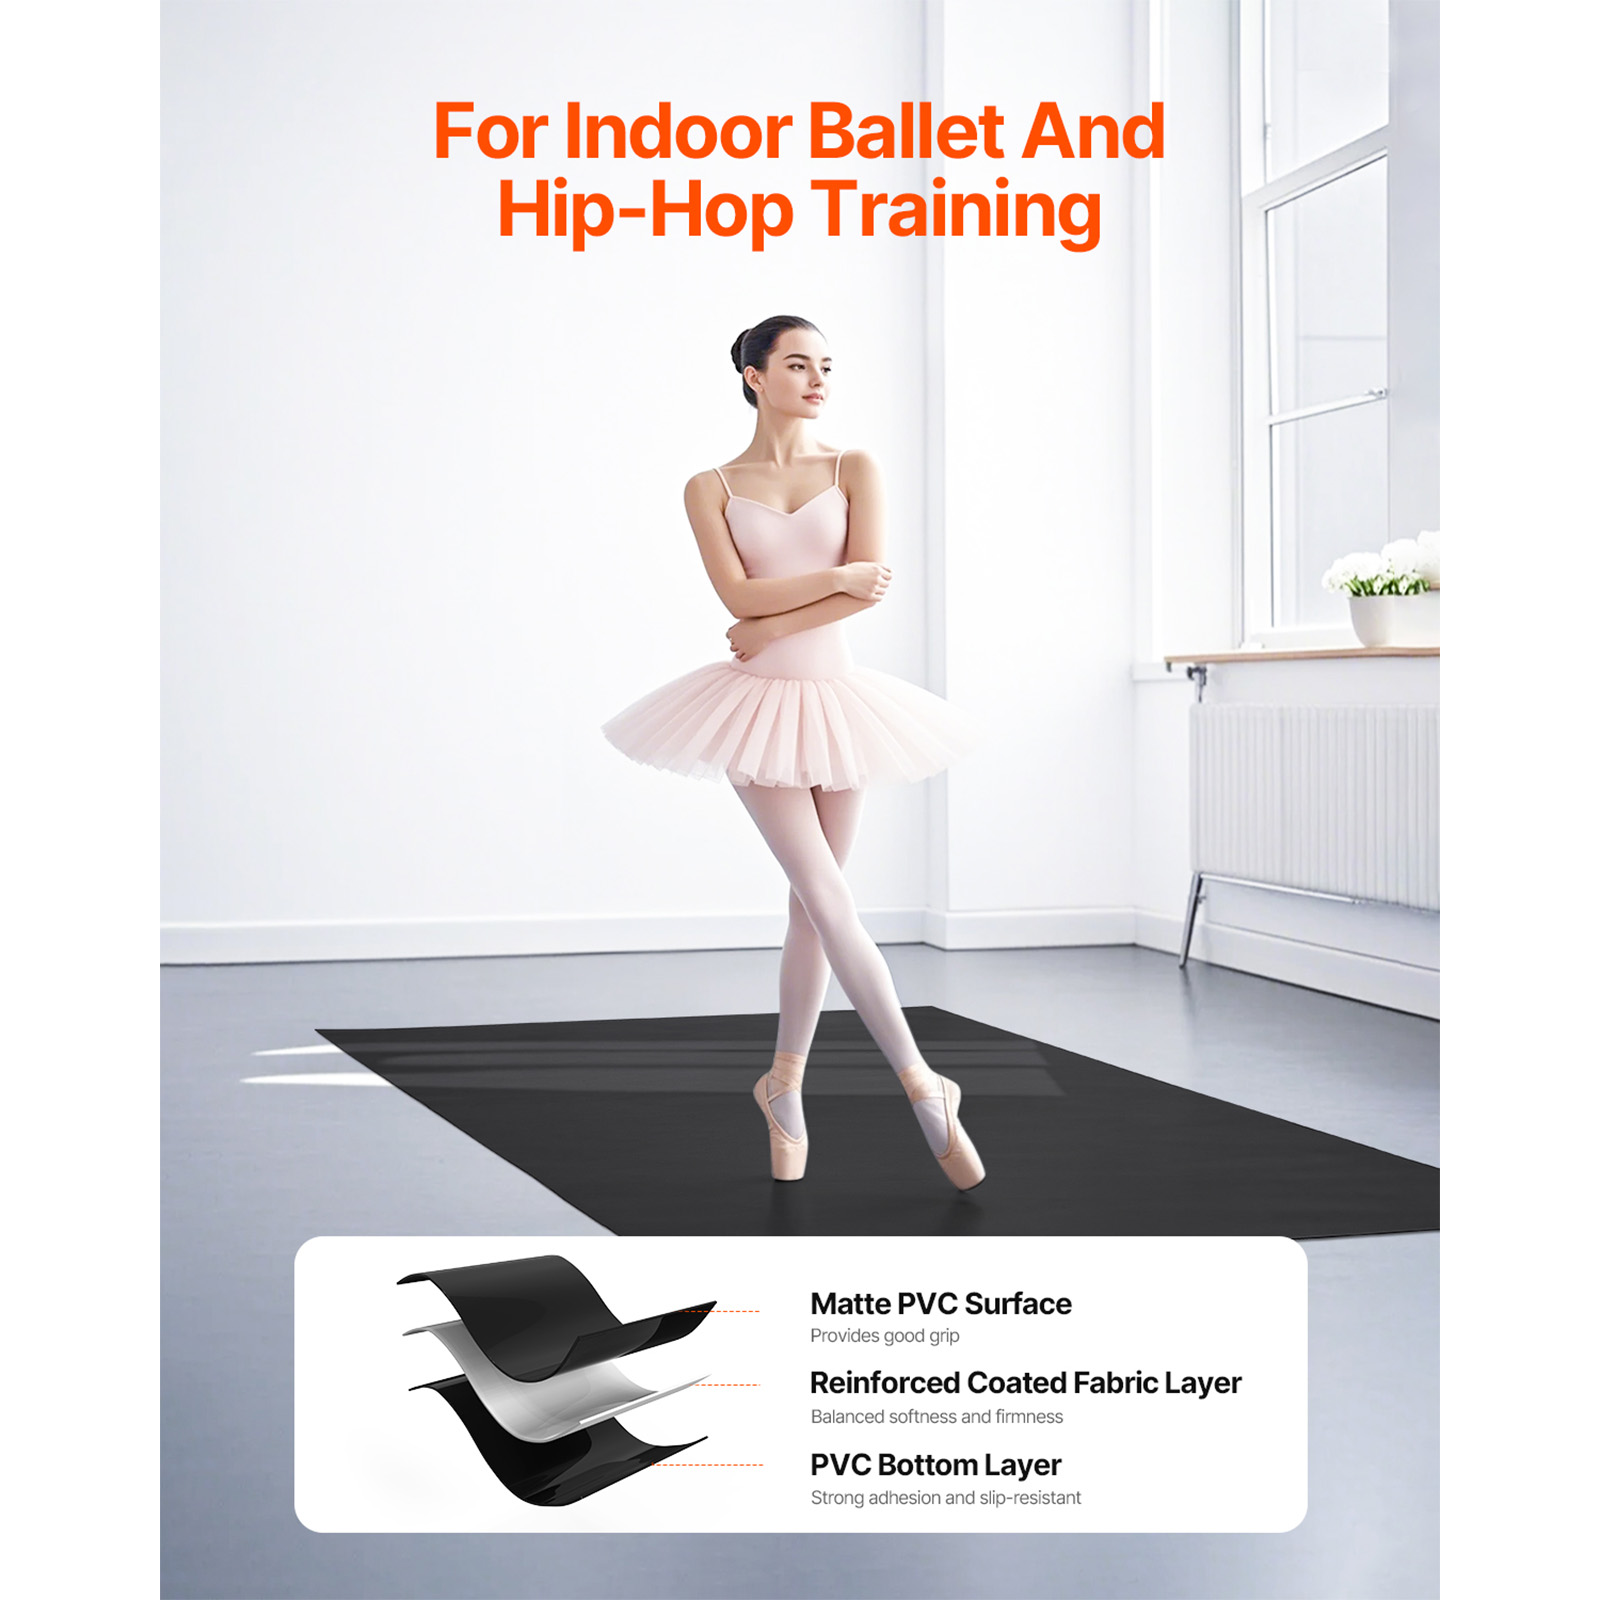 For Indoor Ballet And
Hip-Hop Training
Matte PVC Surface
Provides good grip
Reinforced Coated Fabric Layer
Balanced softness and firmness
PVC Bottom Layer
Strong adhesion and slip-resistant